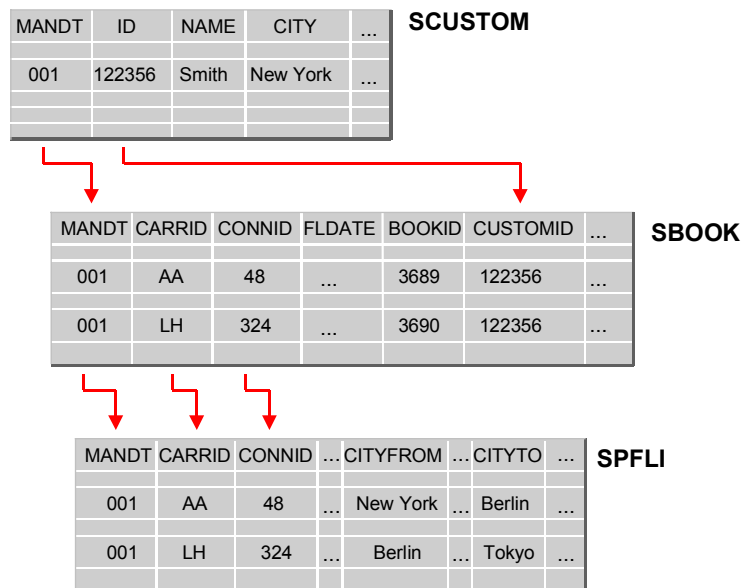 MANDT ID NAME CITY ... SCUSTOM
001 122356 Smith New York ...
MANDT CARRID CONNID FLDATE BOOKID CUSTOMID ... SBOOK
001 AA 48 ... 3689 122356 ...
001 LH 324 ... 3690 122356 ...
MANDT CARRID CONNID ... CITYFROM ... CITYTO ... SPFLI
001 AA 48 ... New York ... Berlin ...
001 LH 324 ... Berlin ... Tokyo ...